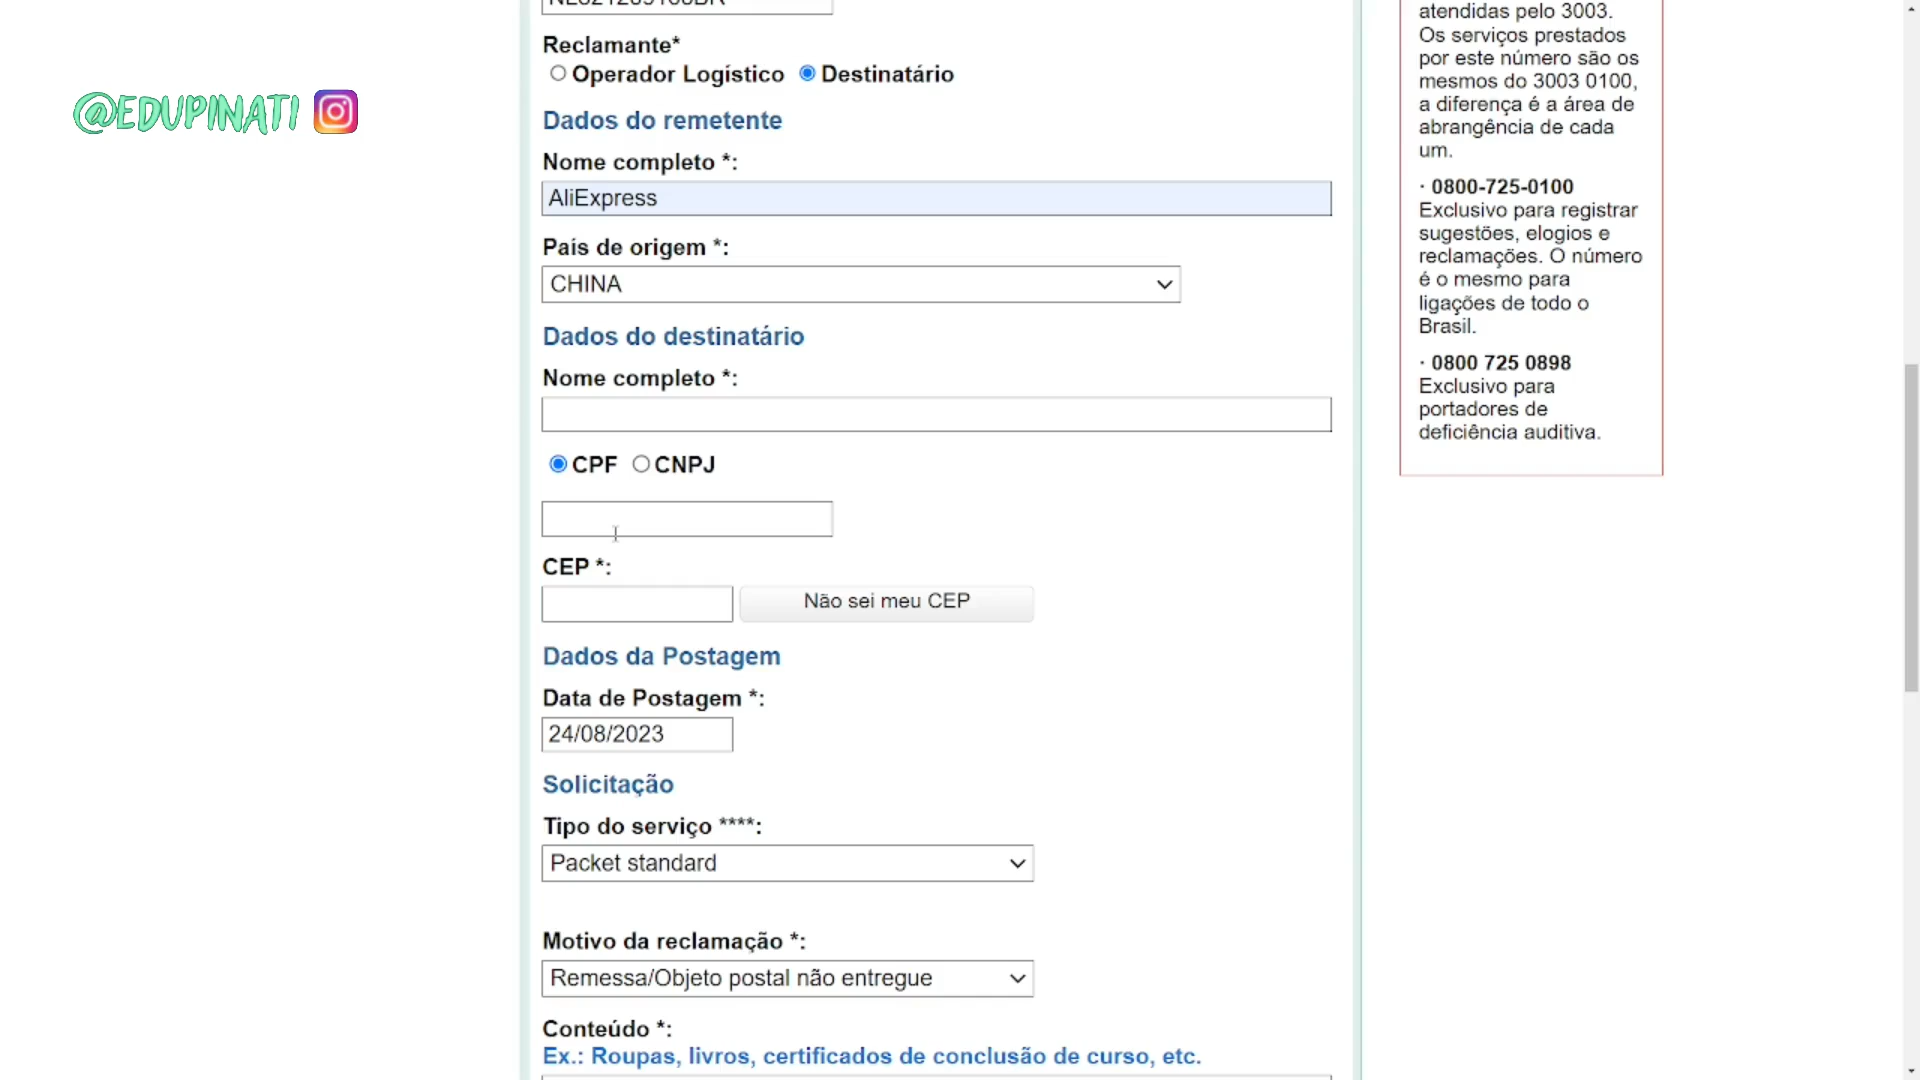 @EDUPINATI
Reclamante*
Operador Logístico Destinatário
Dados do remetente
Nome completo *:
AliExpress
País de origem *:
CHINA
Dados do destinatário
Nome completo *:
CPF CNPJ
CEP *:
Não sei meu CEP
Dados da Postagem
Data de Postagem *:
24/08/2023
Solicitação
Tipo do serviço ****:
Packet standard
Motivo da reclamação *:
Remessa/Objeto postal não entregue
Conteúdo *:
Ex.: Roupas, livros, certificados de conclusão de curso, etc.
atendidas pelo 3003.
Os serviços prestados
por este número são os
mesmos do 3003 0100,
a diferença é a área de
abrangência de cada
um.
· 0800-725-0100
Exclusivo para registrar
sugestões, elogios e
reclamações. O número
é o mesmo para
ligações de todo o
Brasil.
· 0800 725 0898
Exclusivo para
portadores de
deficiência auditiva.